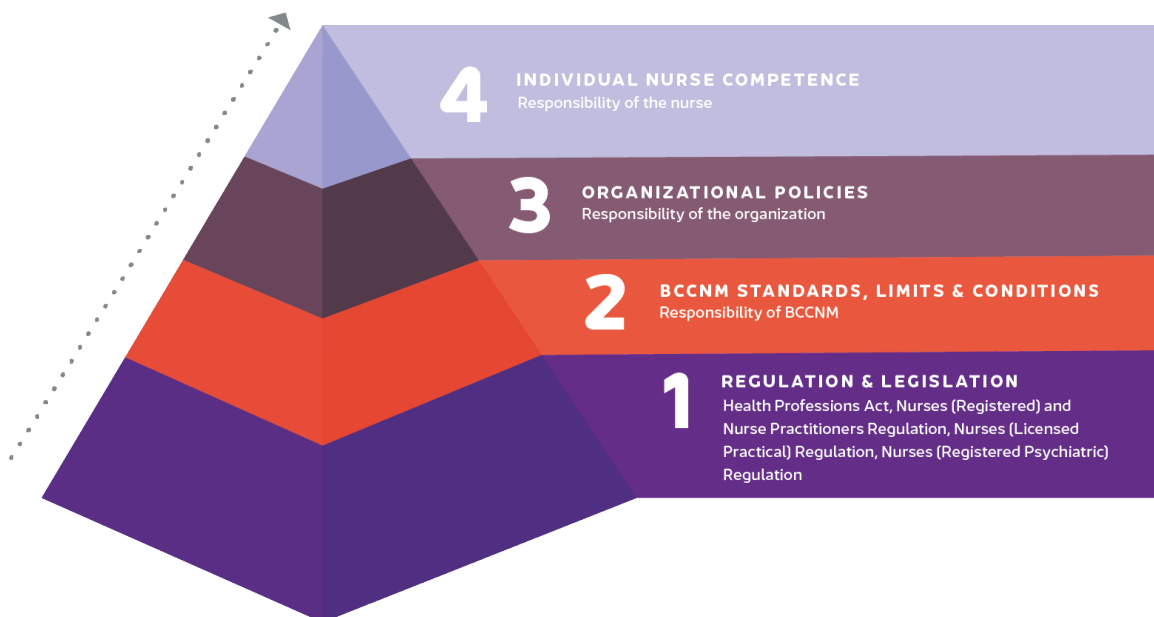 4
INDIVIDUAL NURSE COMPETENCE
Responsibility of the nurse
3
ORGANIZATIONAL POLICIES
Responsibility of the organization
2
BCCNM STANDARDS, LIMITS & CONDITIONS
Responsibility of BCCNM
1
REGULATION & LEGISLATION
Health Professions Act, Nurses (Registered) and
Nurse Practitioners Regulation, Nurses (Licensed
Practical) Regulation, Nurses (Registered Psychiatric)
Regulation